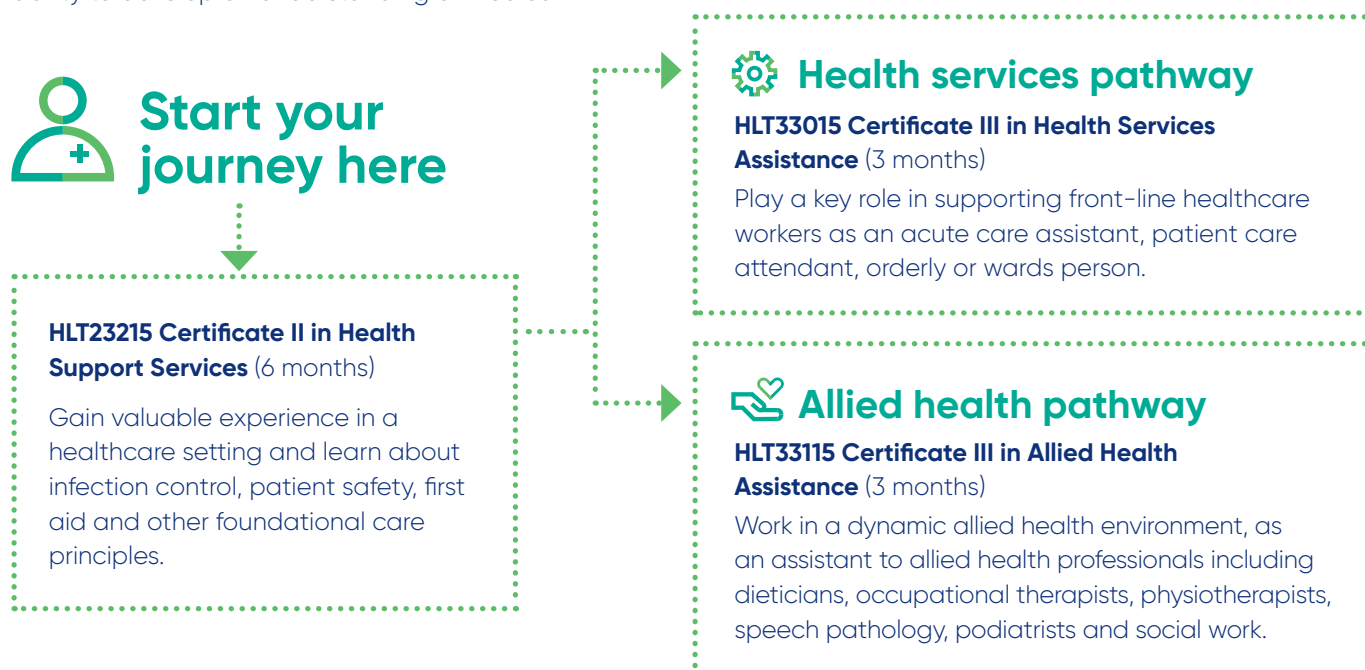 Start your
journey here
HLT23215 Certificate II in Health
Support Services (6 months)
Gain valuable experience in a
healthcare setting and learn about
infection control, patient safety, first
aid and other foundational care
principles.
Health services pathway
HLT33015 Certificate III in Health Services
Assistance (3 months)
Play a key role in supporting front-line healthcare
workers as an acute care assistant, patient care
attendant, orderly or wards person.
Allied health pathway
HLT33115 Certificate III in Allied Health
Assistance (3 months)
Work in a dynamic allied health environment, as
an assistant to allied health professionals including
dieticians, occupational therapists, physiotherapists,
speech pathology, podiatrists and social work.